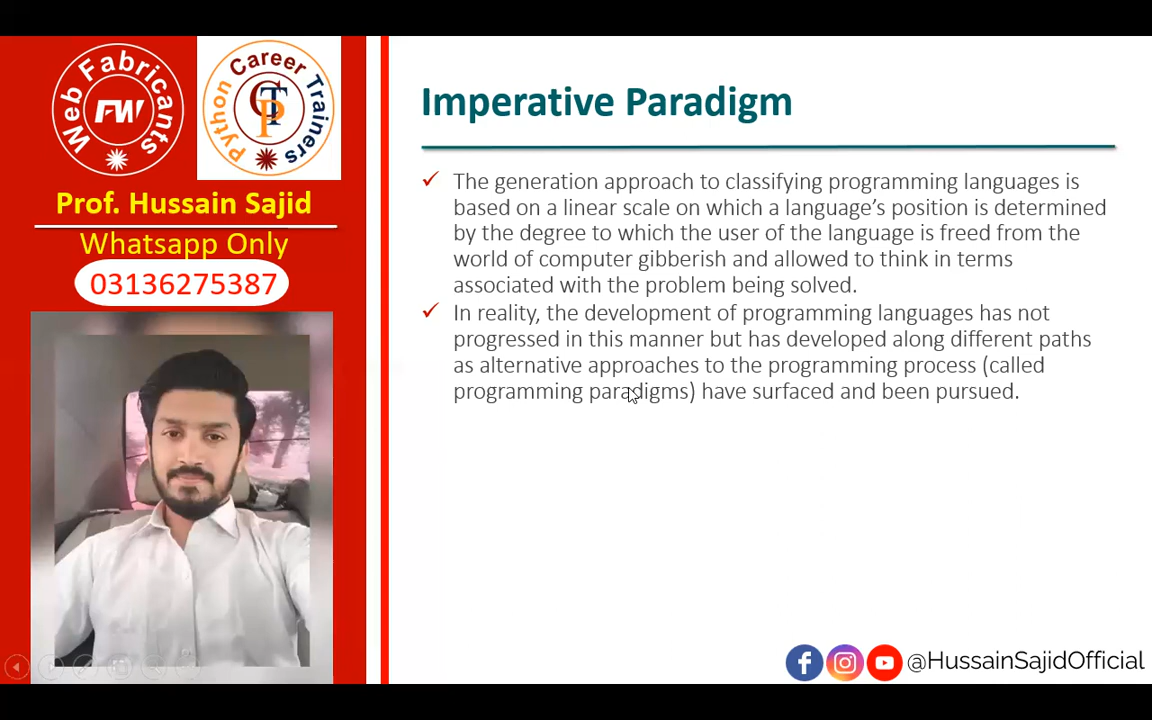 Web Fabricants
FW
Python Career Trainers
CTP
Prof. Hussain Sajid
Whatsapp Only
03136275387
Imperative Paradigm
The generation approach to classifying programming languages is
based on a linear scale on which a language’s position is determined
by the degree to which the user of the language is freed from the
world of computer gibberish and allowed to think in terms
associated with the problem being solved.
In reality, the development of programming languages has not
progressed in this manner but has developed along different paths
as alternative approaches to the programming process (called
programming paradigms) have surfaced and been pursued.
@HussainSajidOfficial